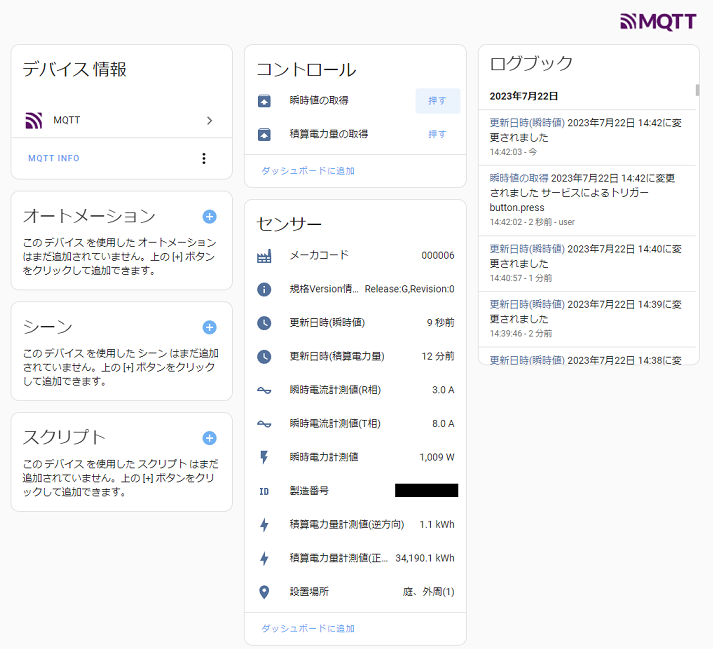 MQTT
デバイス 情報
MQTT
MQTT INFO
オートメーション
この デバイス を使用した オートメーション
はまだ追加されていません。上の [+] ボタン
をクリックして追加できます。
シーン
この デバイス を使用した シーン はまだ追加
されていません。上の [+] ボタンをクリック
して追加できます。
スクリプト
この デバイス を使用した スクリプト はまだ
追加されていません。上の [+] ボタンをクリ
ックして追加できます。
コントロール
瞬時値の取得 押す
積算電力量の取得 押す
ダッシュボードに追加
センサー
メーカコード 000006
規格Version情... Release:G,Revision:0
更新日時(瞬時値) 9 秒前
更新日時(積算電力量) 12 分前
瞬時電流計測値(R相) 3.0 A
瞬時電流計測値(T相) 8.0 A
瞬時電力計測値 1,009 W
ID 製造番号
積算電力量計測値(逆方向) 1.1 kWh
積算電力量計測値(正... 34,190.1 kWh
設置場所 庭、外周(1)
ダッシュボードに追加
ログブック
2023年7月22日
更新日時(瞬時値) 2023年7月22日 14:42に変
更されました
14:42:03 - 今
瞬時値の取得 2023年7月22日 14:42に変更
されました サービスによるトリガー
button.press
14:42:02 - 2 秒前 - user
更新日時(瞬時値) 2023年7月22日 14:40に変
更されました
14:40:57 - 1 分前
更新日時(瞬時値) 2023年7月22日 14:39に変
更されました
14:39:46 - 2 分前
更新日時(瞬時値) 2023年7月22日 14:38に変